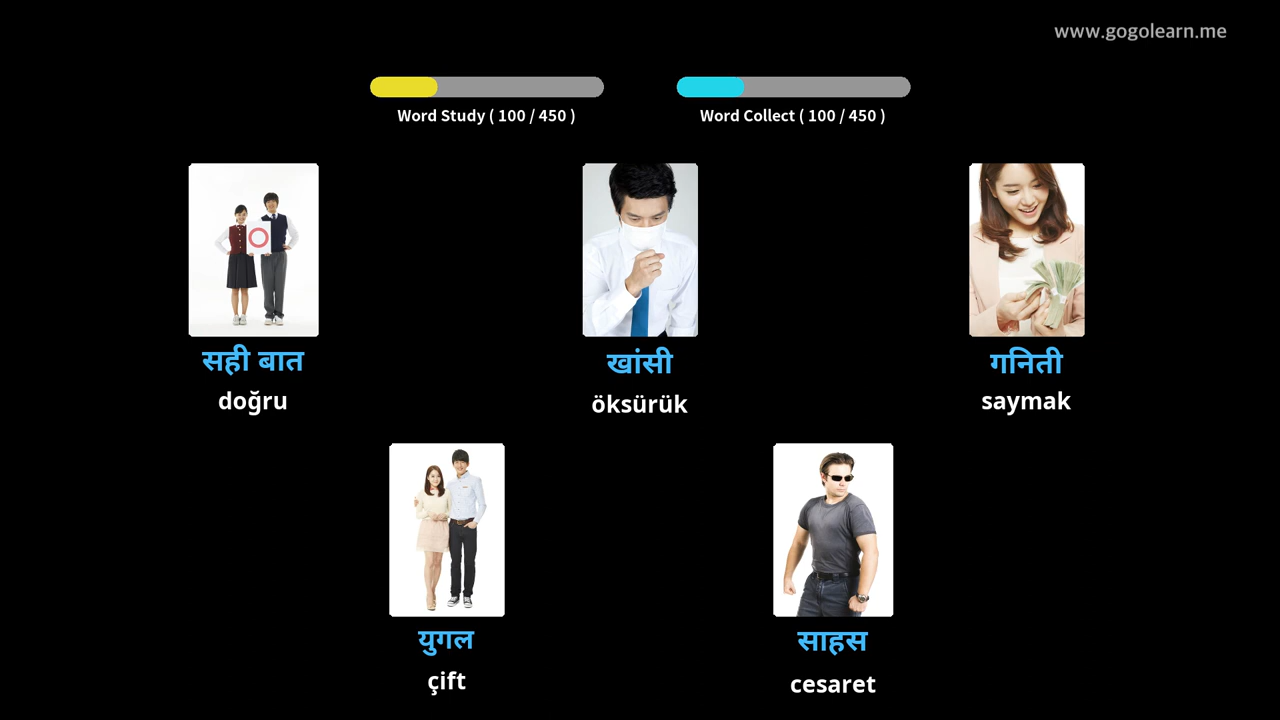 www.gogolearn.me
Word Study ( 100 / 450 )
Word Collect ( 100 / 450 )
सही बात
doğru
खांसी
öksürük
गनिती
saymak
युगल
çift
साहस
cesaret